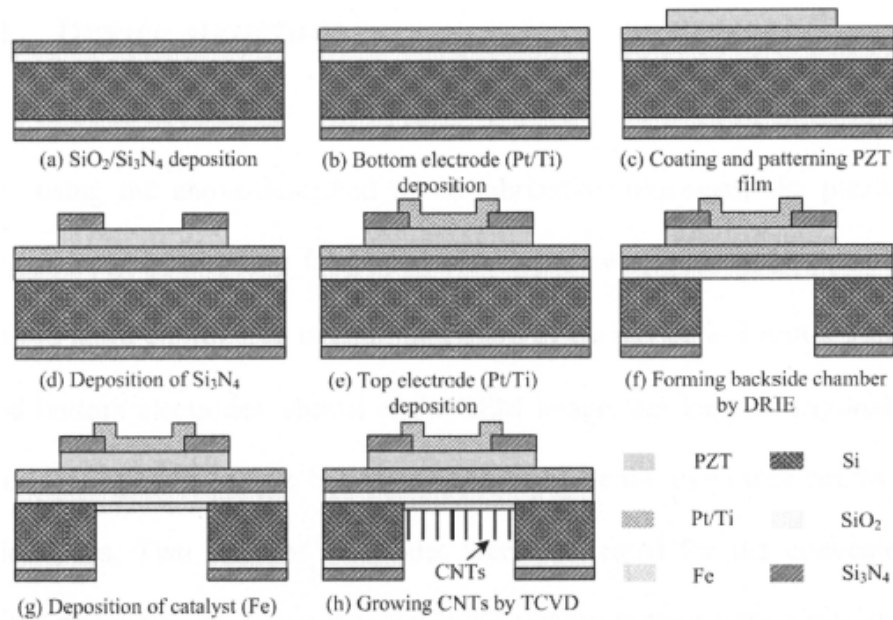 (a) SiO₂/Si₃N₄ deposition
(b) Bottom electrode (Pt/Ti)
deposition
(c) Coating and patterning PZT
film
(d) Deposition of Si₃N₄
(e) Top electrode (Pt/Ti)
deposition
(f) Forming backside chamber
by DRIE
PZT
Si
Pt/Ti
SiO₂
Fe
Si₃N₄
CNTs
(g) Deposition of catalyst (Fe)
(h) Growing CNTs by TCVD